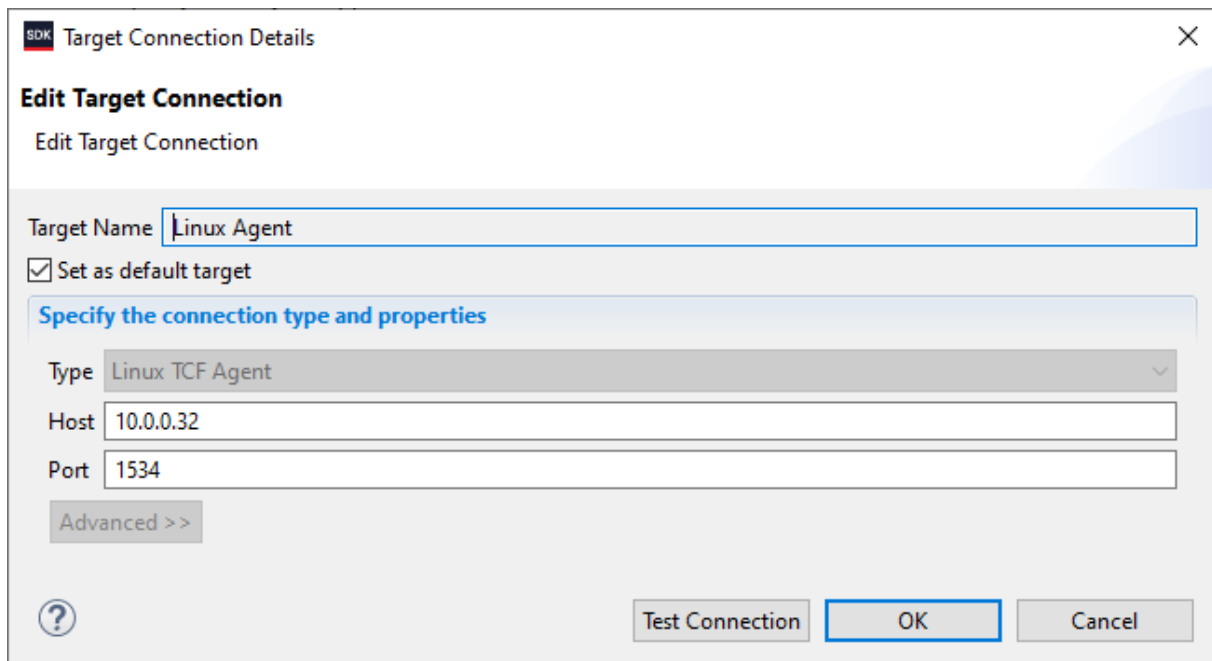 SDK Target Connection Details
Edit Target Connection
Edit Target Connection
Target Name Linux Agent
Set as default target
Specify the connection type and properties
Type Linux TCF Agent
Host 10.0.0.32
Port 1534
Advanced >>
? Test Connection OK Cancel